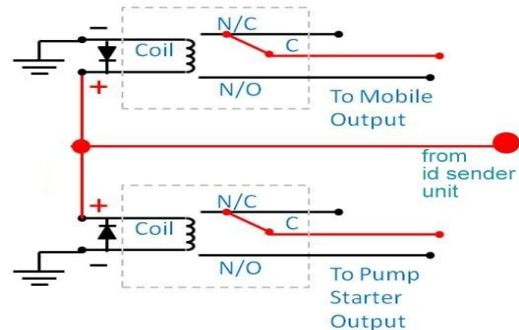 −
N/C
Coil
C
+
N/O
To Mobile
Output
from
id sender
unit
+
N/C
Coil
C
−
N/O
To Pump
Starter
Output